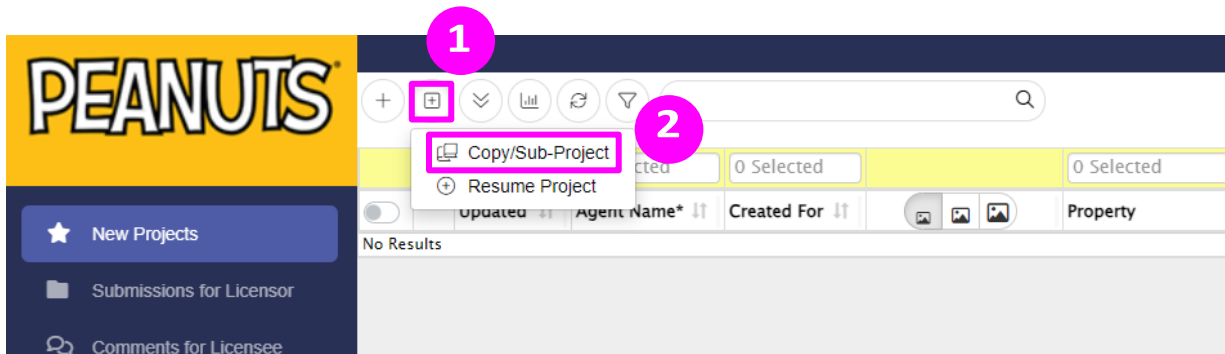 1
PEANUTS
2
Copy/Sub-Project
cted
0 Selected
0 Selected
Resume Project
Updated
Agent Name*
Created For
Property
New Projects
No Results
Submissions for Licensor
Comments for Licensee